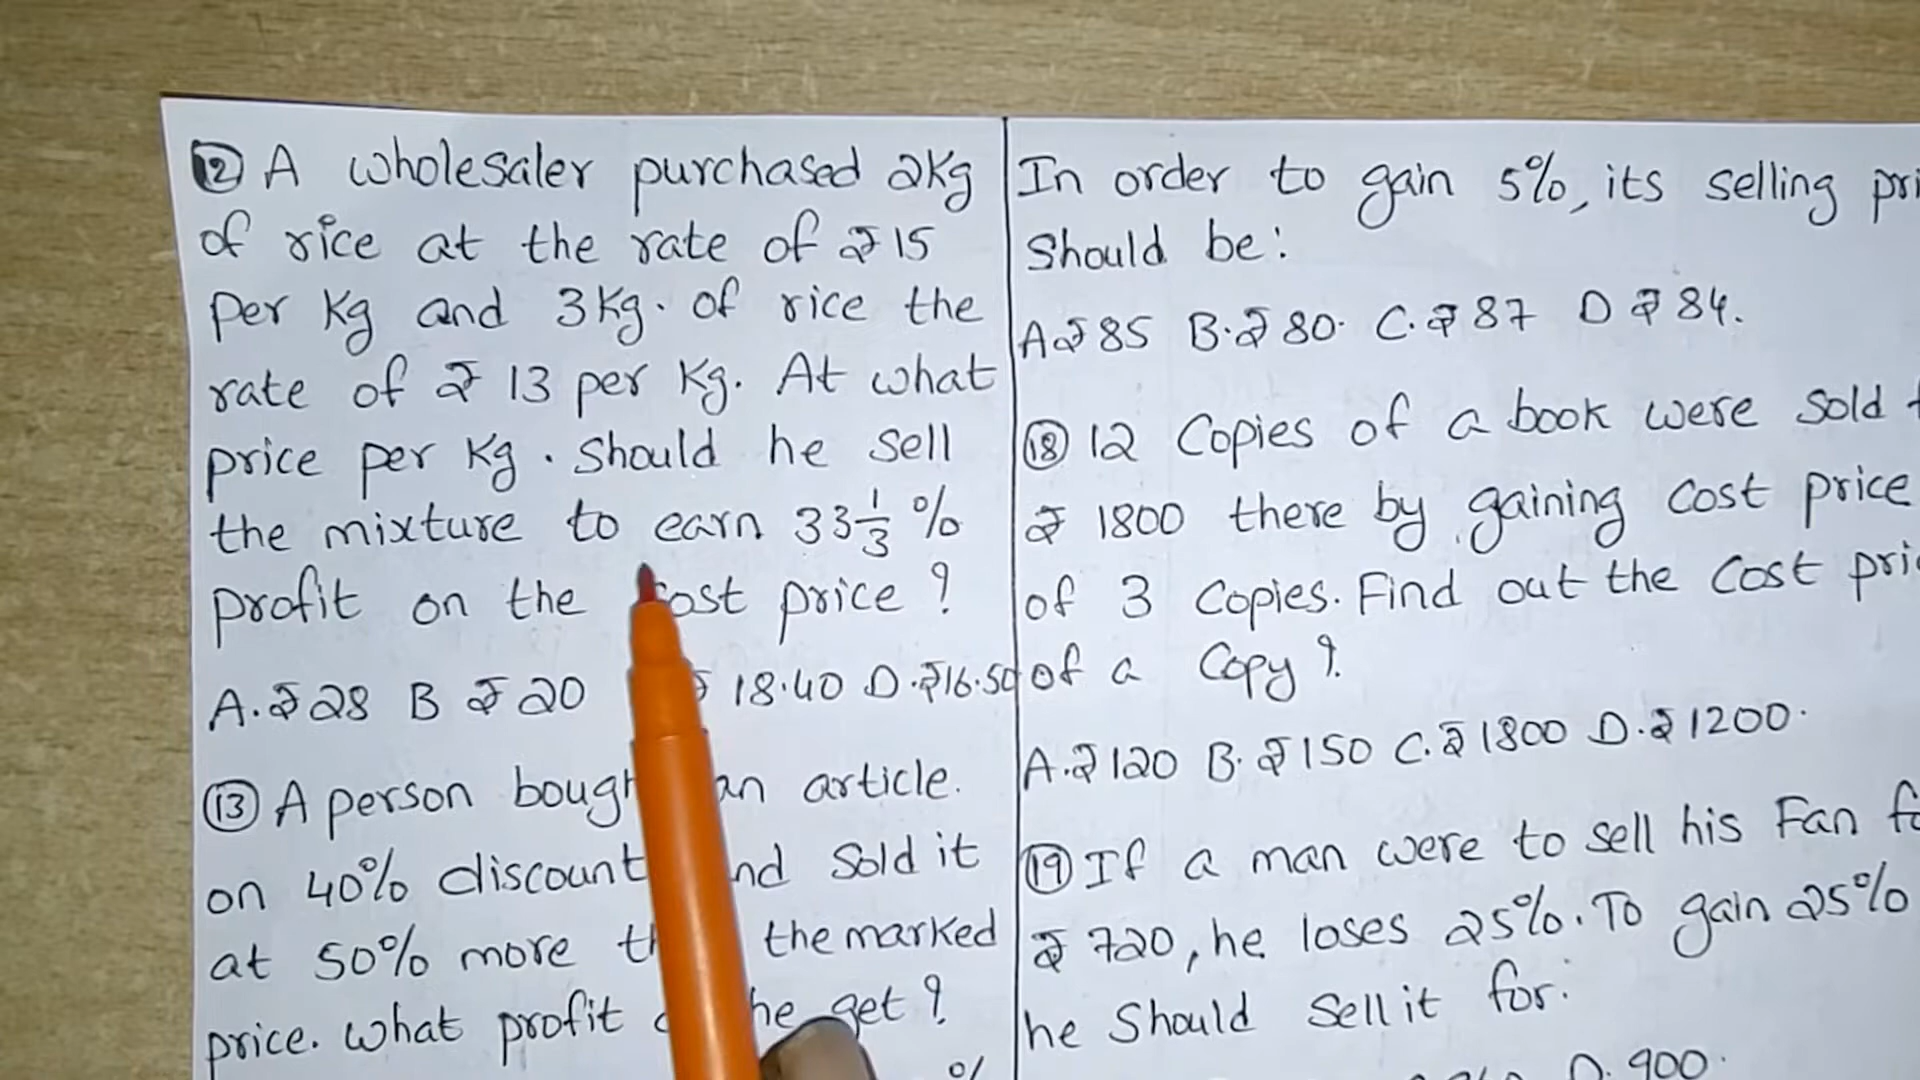 ⑫ A wholesaler purchased 2Kg
of rice at the rate of ₹15
per Kg and 3Kg. of rice the
rate of ₹ 13 per Kg. At what
price per Kg. Should he sell
the mixture to earn 33 1/3 %
profit on the cost price ?
A.₹28 B ₹20 ₹ 18.40 D.₹16.50
⑬ A person an article.
on 40% discount and Sold it
at 50% more the marked
price. What profit he get ?
%
In order to gain 5%, its selling
Should be:
A₹85 B.₹80. C.₹87 D ₹84.
⑱ 12 Copies of a book were Sold
₹ 1800 there by gaining Cost price
of 3 Copies. Find out the Cost
of a Copy ?
A.₹120 B.₹150 C.₹1800 D.₹1200.
⑲ If a man were to sell his Fan
₹ 720, he loses 25%. To gain 25%
he Should Sell it for:
D. 900.